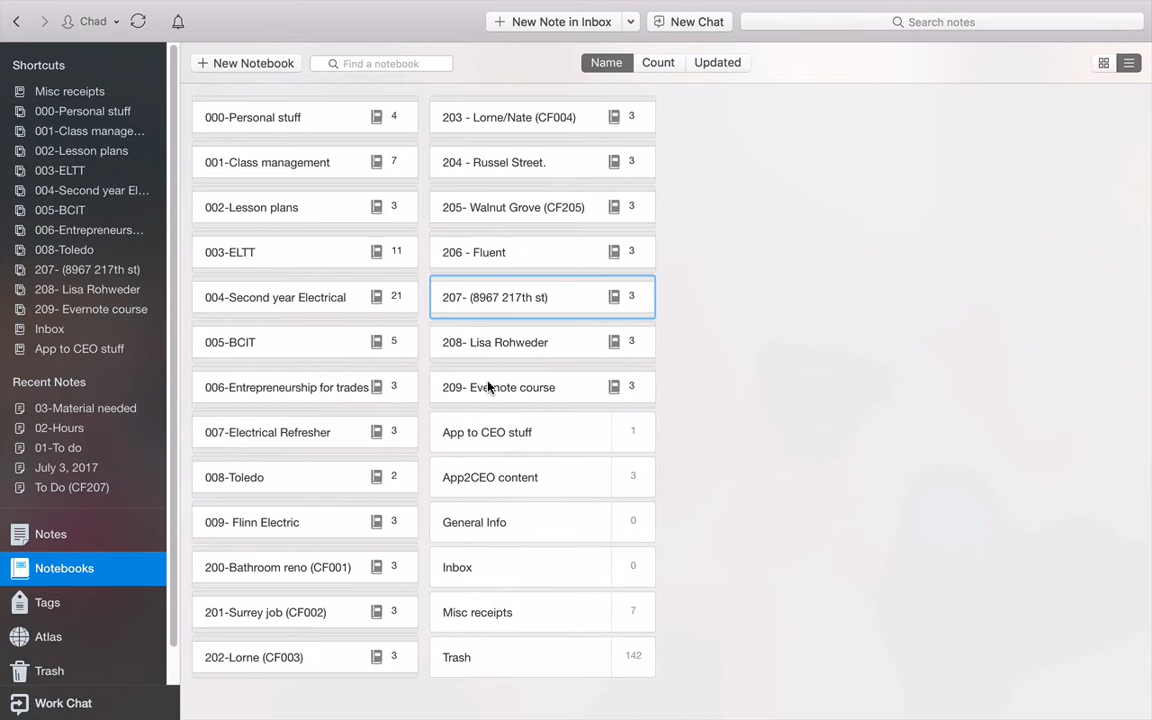 Chad
New Note in Inbox
New Chat
Search notes
Shortcuts
Misc receipts
000-Personal stuff
001-Class manage...
002-Lesson plans
003-ELTT
004-Second year El...
005-BCIT
006-Entrepreneurs...
008-Toledo
207- (8967 217th st)
208- Lisa Rohweder
209- Evernote course
Inbox
App to CEO stuff
Recent Notes
03-Material needed
02-Hours
01-To do
July 3, 2017
To Do (CF207)
Notes
Notebooks
Tags
Atlas
Trash
Work Chat
New Notebook
Find a notebook
Name
Count
Updated
000-Personal stuff 4
001-Class management 7
002-Lesson plans 3
003-ELTT 11
004-Second year Electrical 21
005-BCIT 5
006-Entrepreneurship for trades 3
007-Electrical Refresher 3
008-Toledo 2
009- Flinn Electric 3
200-Bathroom reno (CF001) 3
201-Surrey job (CF002) 3
202-Lorne (CF003) 3
203 - Lorne/Nate (CF004) 3
204 - Russel Street. 3
205- Walnut Grove (CF205) 3
206 - Fluent 3
207- (8967 217th st) 3
208- Lisa Rohweder 3
209- Evernote course 3
App to CEO stuff 1
App2CEO content 3
General Info 0
Inbox 0
Misc receipts 7
Trash 142